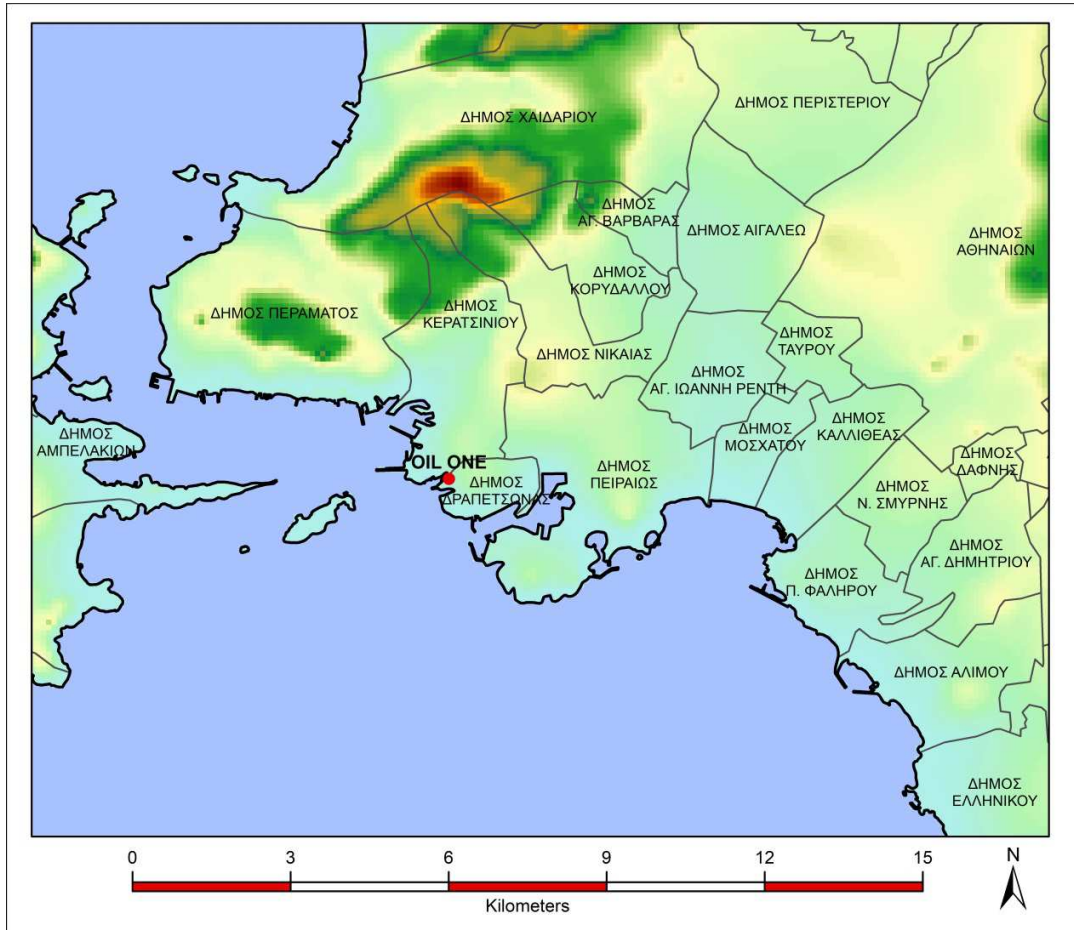 ΔΗΜΟΣ ΠΕΡΙΣΤΕΡΙΟΥ
ΔΗΜΟΣ ΧΑΙΔΑΡΙΟΥ
ΔΗΜΟΣ
ΑΓ. ΒΑΡΒΑΡΑΣ
ΔΗΜΟΣ ΑΙΓΑΛΕΩ
ΔΗΜΟΣ
ΑΘΗΝΑΙΩΝ
ΔΗΜΟΣ
ΚΟΡΥΔΑΛΛΟΥ
ΔΗΜΟΣ ΠΕΡΑΜΑΤΟΣ
ΔΗΜΟΣ
ΚΕΡΑΤΣΙΝΙΟΥ
ΔΗΜΟΣ
ΤΑΥΡΟΥ
ΔΗΜΟΣ ΝΙΚΑΙΑΣ
ΔΗΜΟΣ
ΑΓ. ΙΩΑΝΝΗ ΡΕΝΤΗ
ΔΗΜΟΣ
ΚΑΛΛΙΘΕΑΣ
ΔΗΜΟΣ
ΜΟΣΧΑΤΟΥ
ΔΗΜΟΣ
ΑΜΠΕΛΑΚΙΩΝ
ΔΗΜΟΣ
ΔΑΦΝΗΣ
OIL ONE
ΔΗΜΟΣ
ΔΡΑΠΕΤΣΩΝΑΣ
ΔΗΜΟΣ
ΠΕΙΡΑΙΩΣ
ΔΗΜΟΣ
Ν. ΣΜΥΡΝΗΣ
ΔΗΜΟΣ
ΑΓ. ΔΗΜΗΤΡΙΟΥ
ΔΗΜΟΣ
Π. ΦΑΛΗΡΟΥ
ΔΗΜΟΣ ΑΛΙΜΟΥ
ΔΗΜΟΣ
ΕΛΛΗΝΙΚΟΥ
0 3 6 9 12 15
Kilometers
N